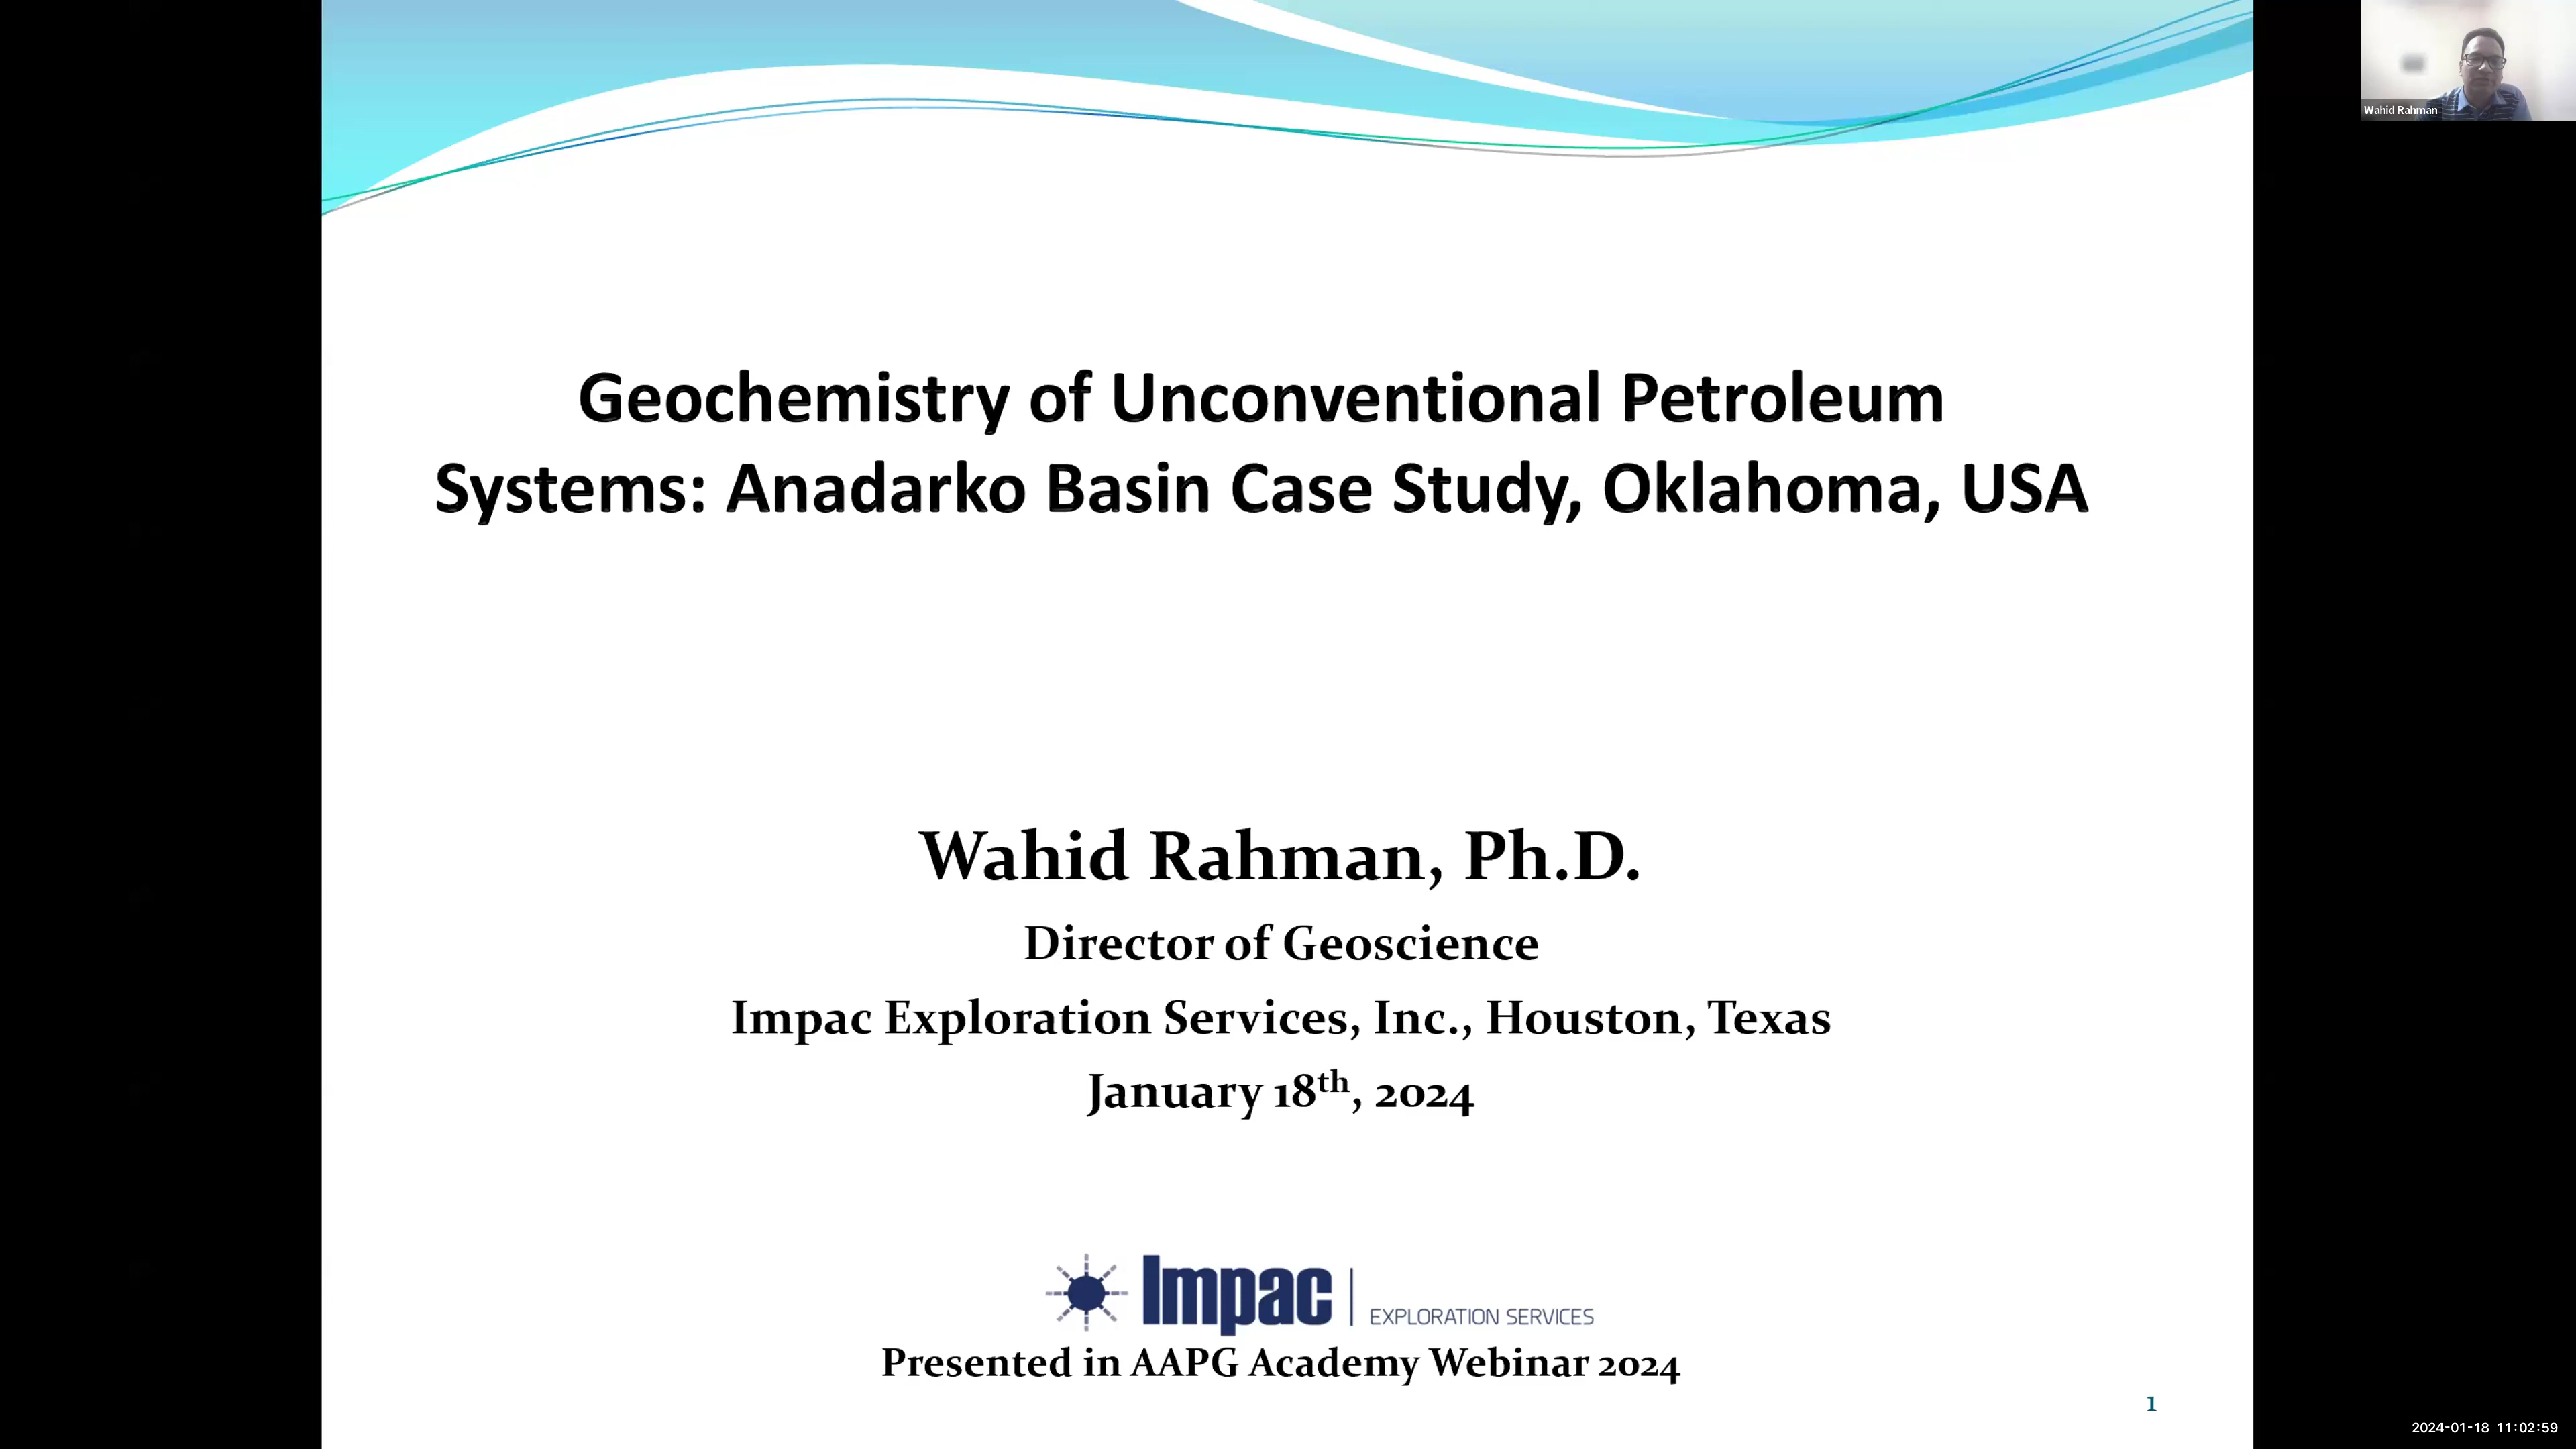 Geochemistry of Unconventional Petroleum
Systems: Anadarko Basin Case Study, Oklahoma, USA
Wahid Rahman, Ph.D.
Director of Geoscience
Impac Exploration Services, Inc., Houston, Texas
January 18th, 2024
Impac | EXPLORATION SERVICES
Presented in AAPG Academy Webinar 2024
1
Wahid Rahman
2024-01-18 11:02:59